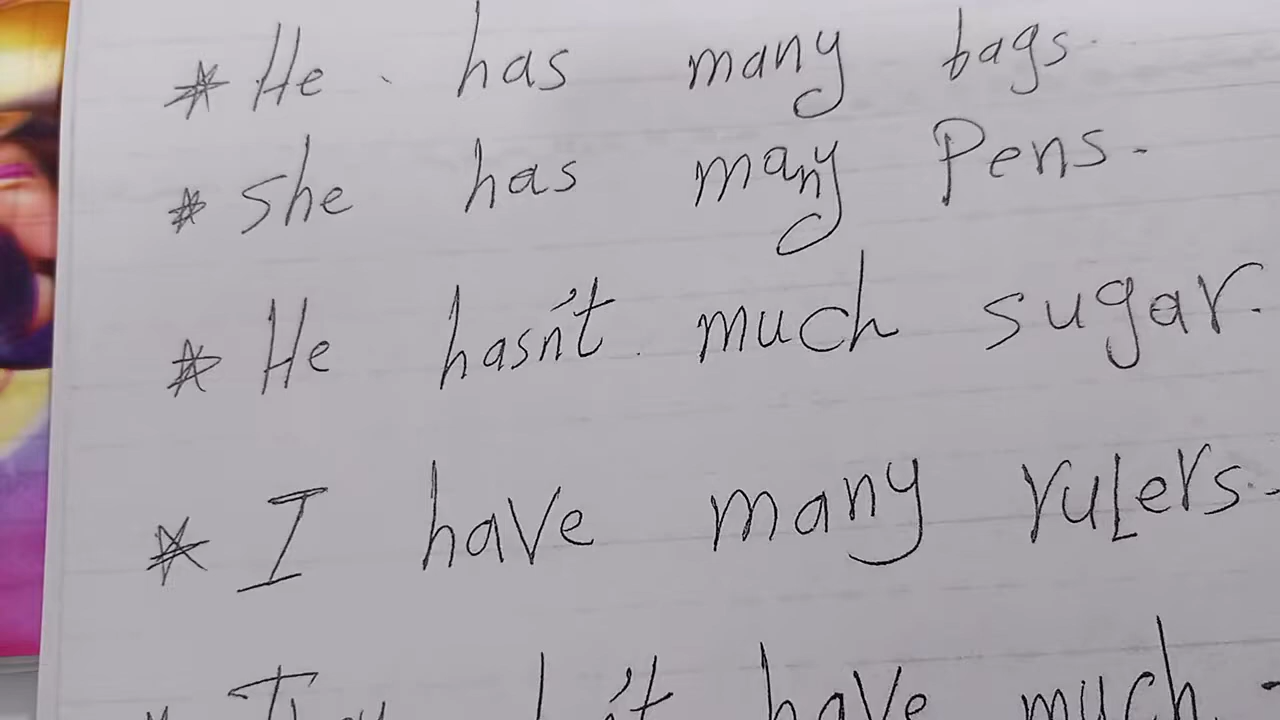 * He has many bags.
* She has many Pens.
* He hasn't much sugar.
* I have many rulers.
have much